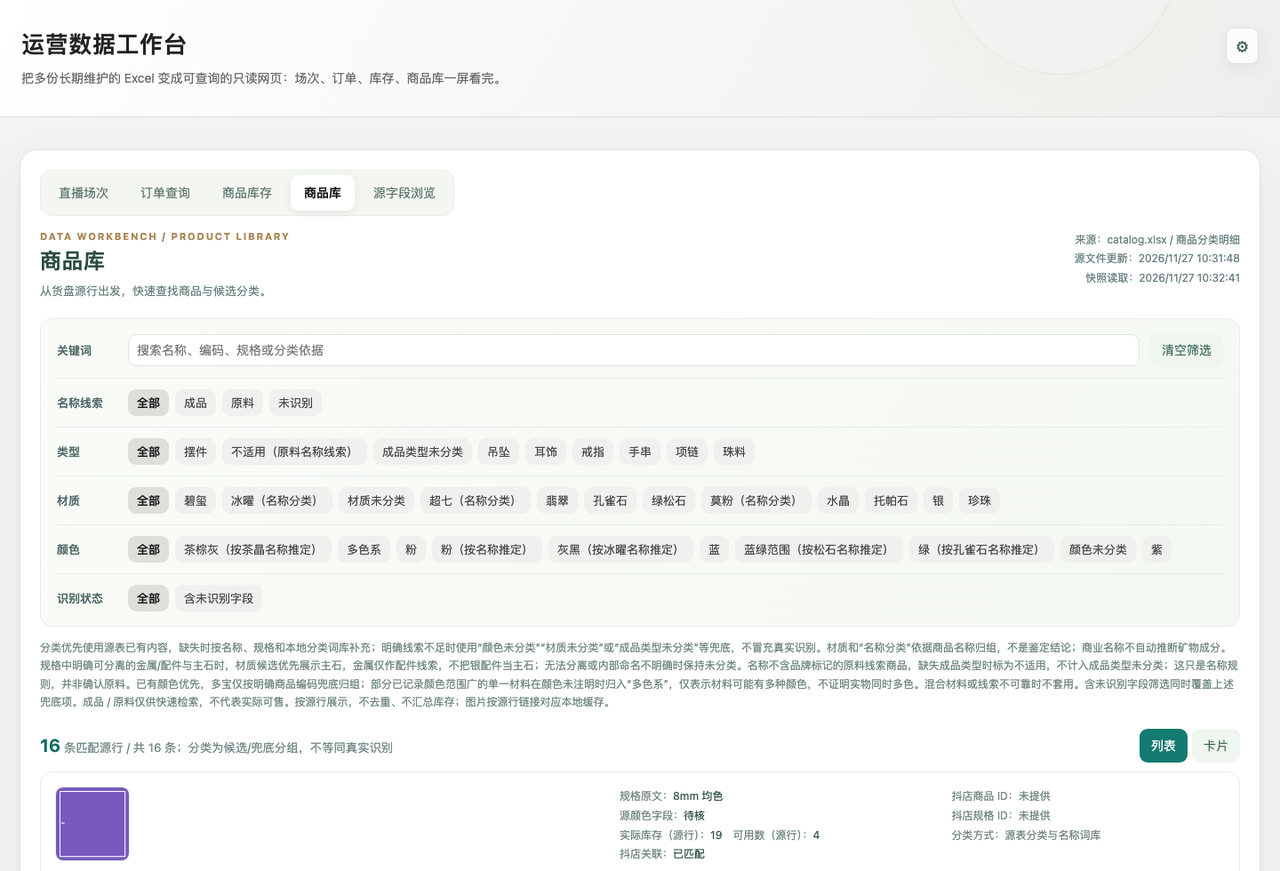 运营数据工作台
把多份长期维护的 Excel 变成可查询的只读网页：场次、订单、库存、商品库一屏看完。
⚙
直播场次 订单查询 商品库存 商品库 源字段浏览
DATA WORKBENCH / PRODUCT LIBRARY
商品库
从货盘源行出发，快速查找商品与候选分类。
来源：catalog.xlsx / 商品分类明细
源文件更新：2026/11/27 10:31:48
快照读取：2026/11/27 10:32:41
关键词 搜索名称、编码、规格或分类依据 清空筛选
名称线索 全部 成品 原料 未识别
类型 全部 摆件 不适用（原料名称线索） 成品类型未分类 吊坠 耳饰 戒指 手串 项链 珠料
材质 全部 碧玺 冰曜（名称分类） 材质未分类 超七（名称分类） 翡翠 孔雀石 绿松石 莫粉（名称分类） 水晶 托帕石 银 珍珠
颜色 全部 茶棕灰（按茶晶名称推定） 多色系 粉 粉（按名称推定） 灰黑（按冰曜名称推定） 蓝 蓝绿范围（按松石名称推定） 绿（按孔雀石名称推定） 颜色未分类 紫
识别状态 全部 含未识别字段
分类优先使用源表已有内容，缺失时按名称、规格和本地分类词库补充；明确线索不足时使用“颜色未分类”“材质未分类”或“成品类型未分类”等兜底，不冒充真实识别。材质和“名称分类”依据商品名称归组，不是鉴定结论；商业名称不自动推断矿物成分。
规格中明确可分离的金属/配件与主石时，材质候选优先展示主石，金属仅作配件线索，不把银配件当主石；无法分离或内部命名不明确时保持未分类。名称不含品牌标记的原料线索商品，缺失成品类型时标为不适用，不计入成品类型未分类；这只是名称规
则，并非确认原料。已有颜色优先，多宝仅按明确商品编码兜底归组；部分已记录颜色范围广的单一材料在颜色未注明时归入“多色系”，仅表示材料可能有多种颜色，不证明实物同时多色。混合材料或线索不可靠时不套用。含未识别字段筛选同时覆盖上述
兜底项。成品 / 原料仅供快速检索，不代表实际可售。按源行展示，不去重、不汇总库存；图片按源行链接对应本地缓存。
16 条匹配源行 / 共 16 条；分类为候选/兜底分组，不等同真实识别 列表 卡片
规格原文：8mm 均色
源颜色字段：待核
实际库存（源行）：19 可用数（源行）：4
抖店关联：已匹配
抖店商品 ID：未提供
抖店规格 ID：未提供
分类方式：源表分类与名称词库